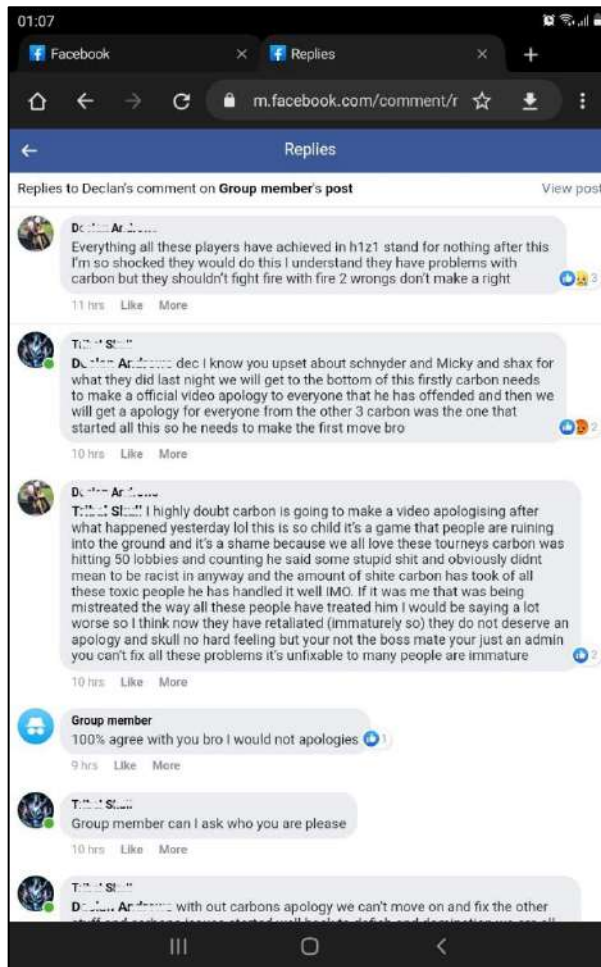 01:07
Facebook
Replies
m.facebook.com/comment/r
Replies
Replies to Declan's comment on Group member's post View post
Everything all these players have achieved in h1z1 stand for nothing after this
I'm so shocked they would do this I understand they have problems with
carbon but they shouldn't fight fire with fire 2 wrongs don't make a right
3
11 hrs Like More
dec I know you upset about schnyder and Micky and shax for
what they did last night we will get to the bottom of this firstly carbon needs
to make a official video apology to everyone that he has offended and then we
will get a apology for everyone from the other 3 carbon was the one that
started all this so he needs to make the first move bro
2
10 hrs Like More
I highly doubt carbon is going to make a video apologising after
what happened yesterday lol this is so child it's a game that people are ruining
into the ground and it's a shame because we all love these tourneys carbon was
hitting 50 lobbies and counting he said some stupid shit and obviously didnt
mean to be racist in anyway and the amount of shite carbon has took of all
these toxic people he has handled it well IMO. If it was me that was being
mistreated the way all these people have treated him I would be saying a lot
worse so I think now they have retaliated (immaturely so) they do not deserve an
apology and skull no hard feeling but your not the boss mate your just an admin
you can't fix all these problems it's unfixable to many people are immature
2
10 hrs Like More
Group member
100% agree with you bro I would not apologies
1
9 hrs Like More
Group member can I ask who you are please
10 hrs Like More
with out carbons apology we can't move on and fix the other